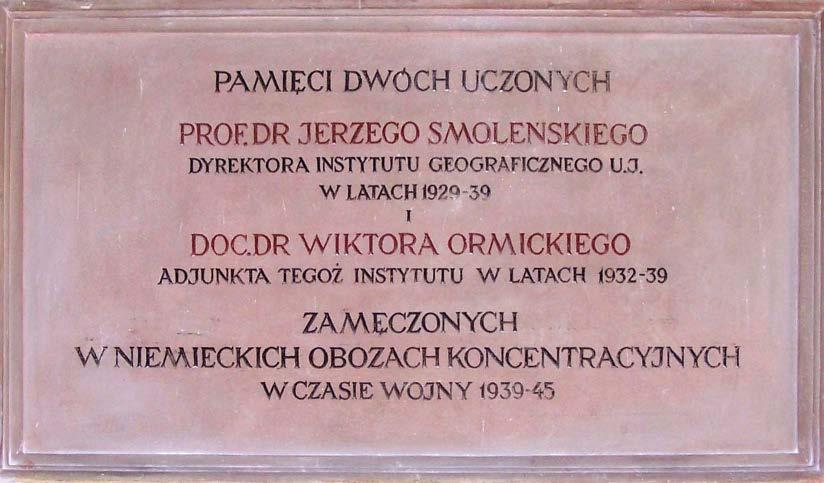 PAMIĘCI DWÓCH UCZONYCH
PROF.DR JERZEGO SMOLEŃSKIEGO
DYREKTORA INSTYTUTU GEOGRAFICZNEGO U.J.
W LATACH 1929-39
I
DOC.DR WIKTORA ORMICKIEGO
ADJUNKTA TEGOŻ INSTYTUTU W LATACH 1932-39
ZAMĘCZONYCH
W NIEMIECKICH OBOZACH KONCENTRACYJNYCH
W CZASIE WOJNY 1939-45